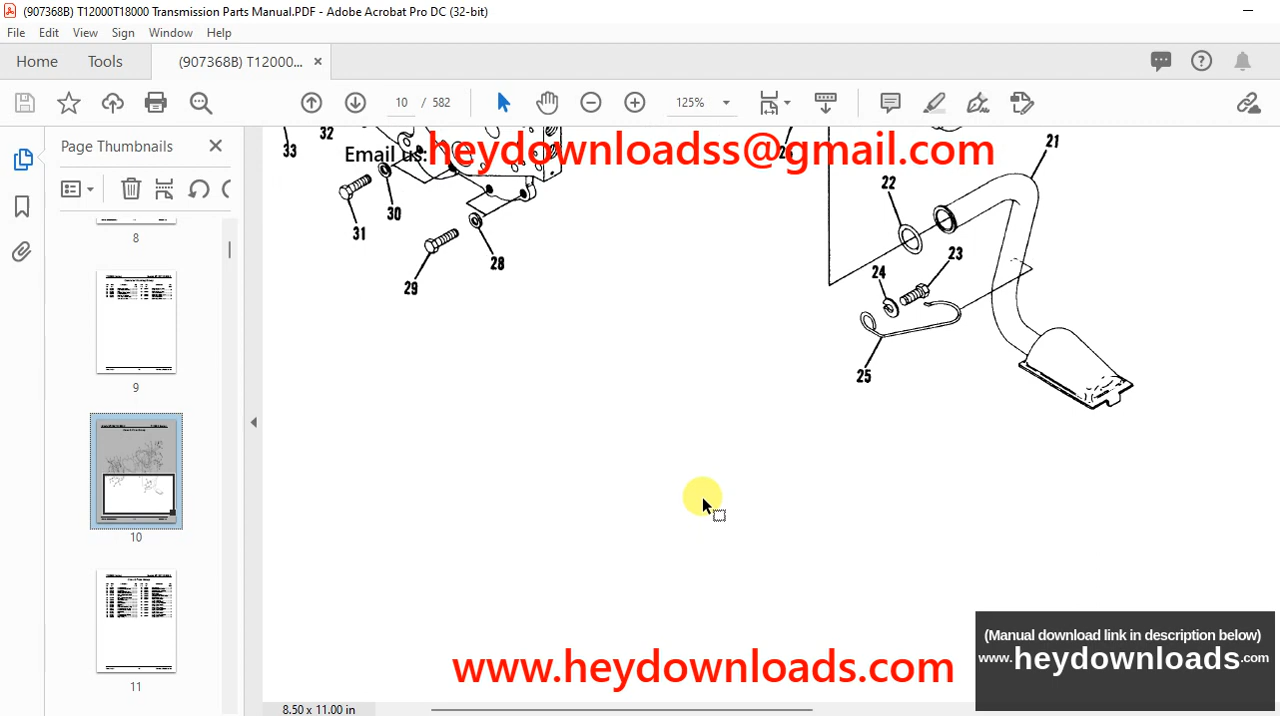 (907368B) T12000T18000 Transmission Parts Manual.PDF - Adobe Acrobat Pro DC (32-bit)
File Edit View Sign Window Help
Home Tools (907368B) T12000... ×
10 / 582 125%
Page Thumbnails ×
8
9
10
11
33 32
Email us: heydownloadss@gmail.com
21
22
30
31
28
29
23
24
25
www.heydownloads.com
(Manual download link in description below)
www.heydownloads.com
8.50 x 11.00 in